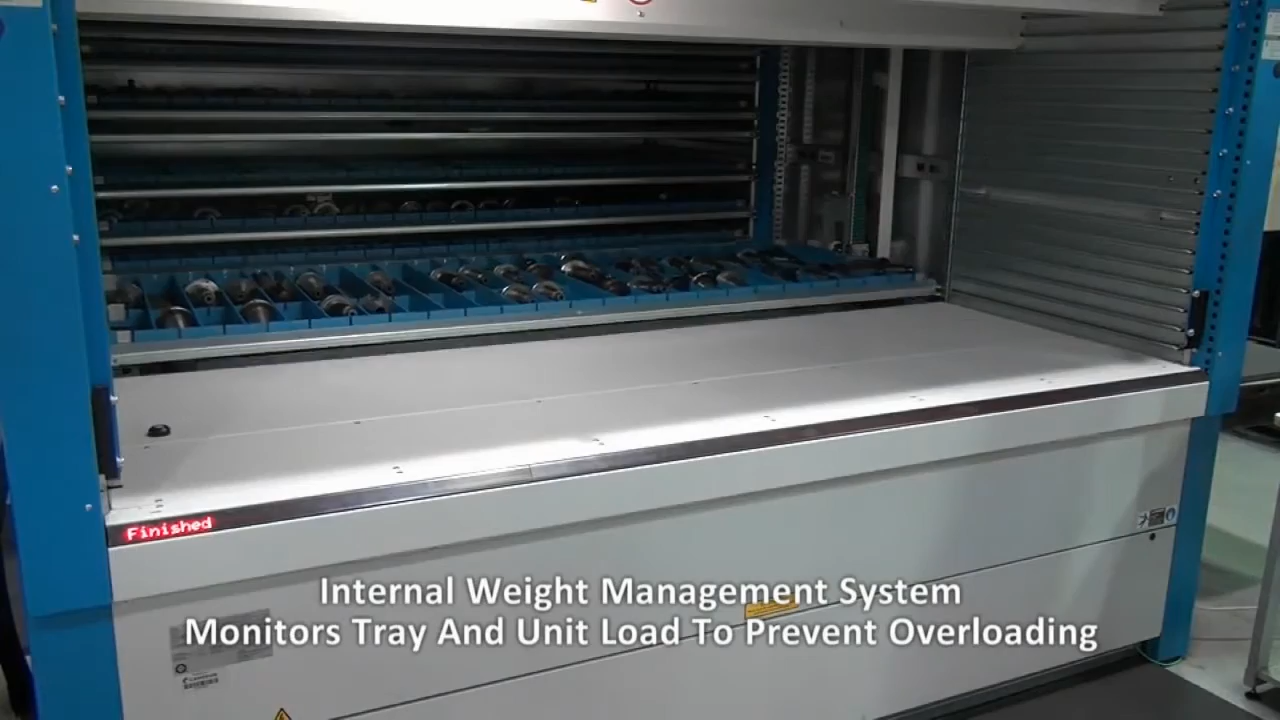 Finished
Internal Weight Management System
Monitors Tray And Unit Load To Prevent Overloading